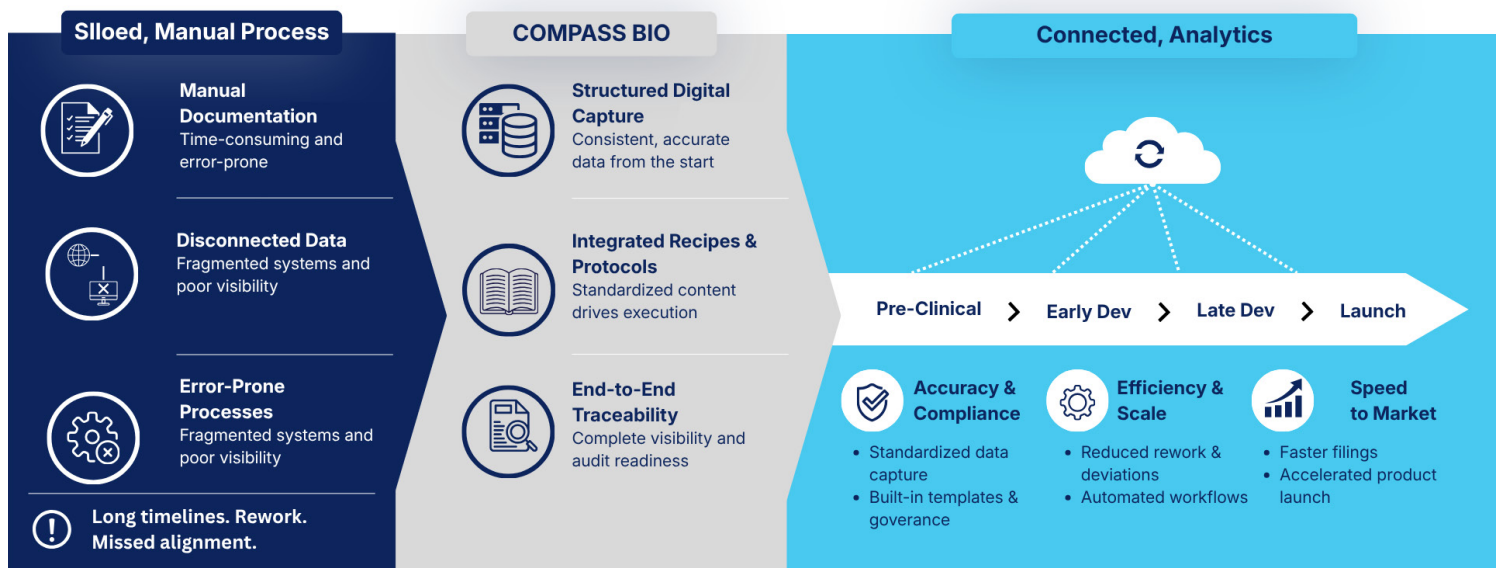 SIloed, Manual Process
Manual
Documentation
Time-consuming and
error-prone
Disconnected Data
Fragmented systems and
poor visibility
Error-Prone
Processes
Fragmented systems and
poor visibility
Long timelines. Rework.
Missed alignment.
COMPASS BIO
Structured Digital
Capture
Consistent, accurate
data from the start
Integrated Recipes &
Protocols
Standardized content
drives execution
End-to-End
Traceability
Complete visibility and
audit readiness
Connected, Analytics
Pre-Clinical
Early Dev
Late Dev
Launch
Accuracy &
Compliance
• Standardized data
capture
• Built-in templates &
goverance
Efficiency &
Scale
• Reduced rework &
deviations
• Automated workflows
Speed
to Market
• Faster filings
• Accelerated product
launch